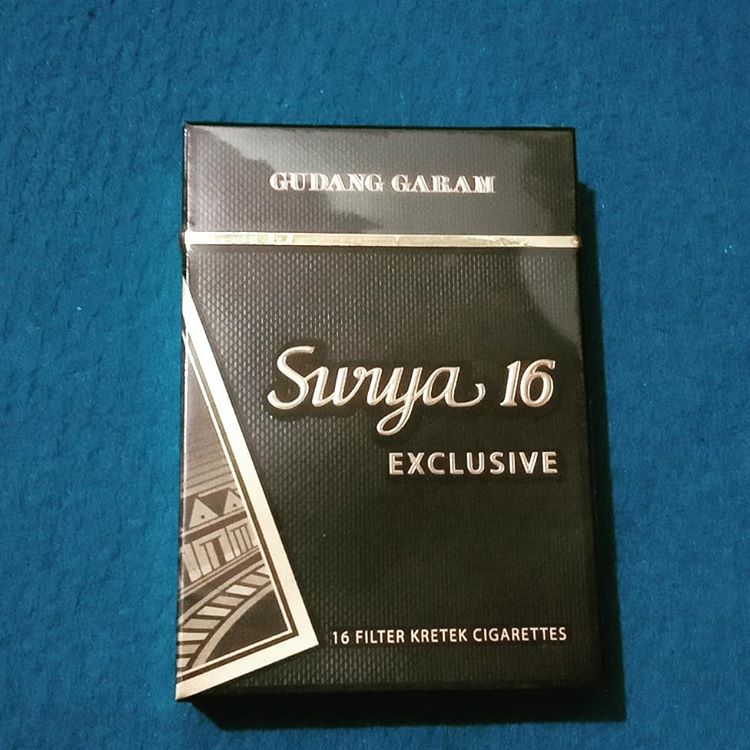 GUDANG GARAM
Surya 16
EXCLUSIVE
16 FILTER KRETEK CIGARETTES